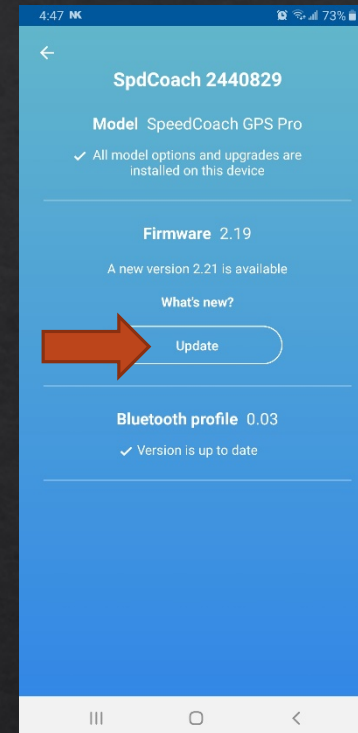 4:47 NK 73%
SpdCoach 2440829
Model SpeedCoach GPS Pro
All model options and upgrades are
installed on this device
Firmware 2.19
A new version 2.21 is available
What's new?
Update
Bluetooth profile 0.03
Version is up to date